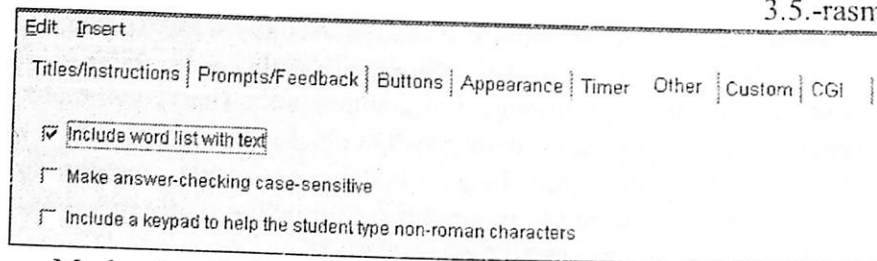 3.5.-rasm
Edit Insert
Titles/Instructions Prompts/Feedback Buttons Appearance Timer Other Custom CGI
Include word list with text
Make answer-checking case-sensitive
Include a keypad to help the student type non-roman characters